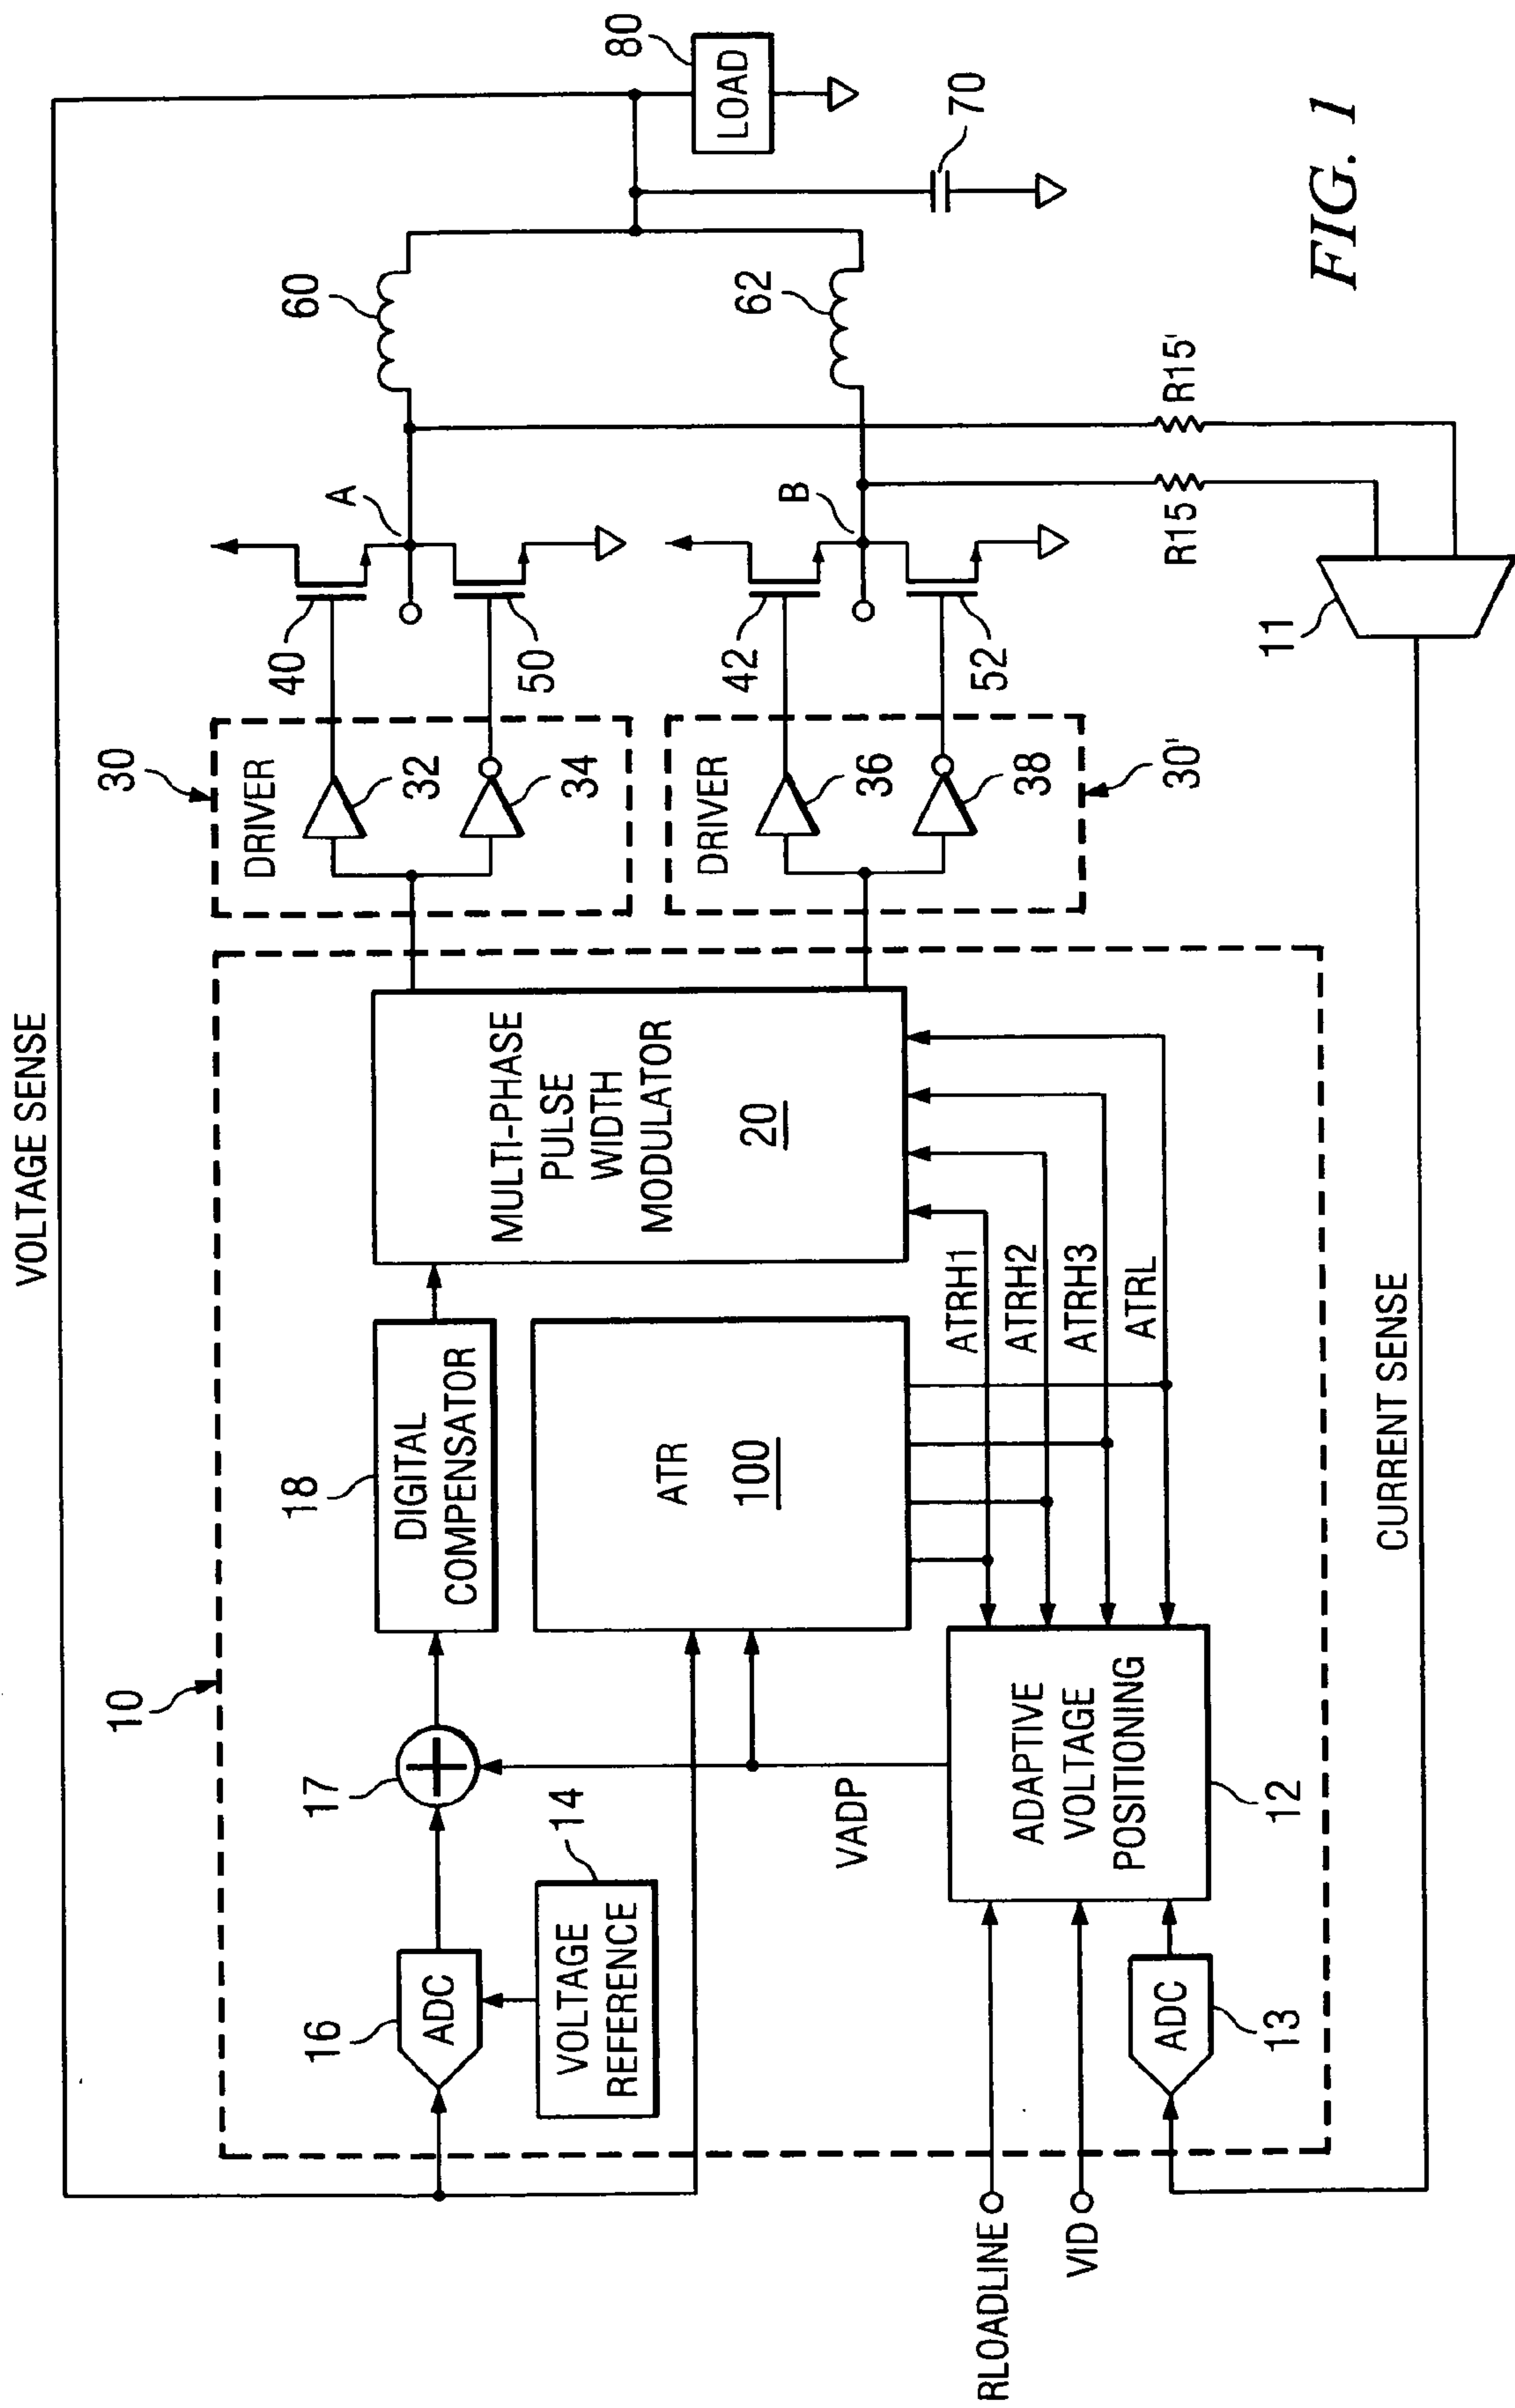 VOLTAGE SENSE
10
16
ADC
VOLTAGE
REFERENCE
14
17
18
DIGITAL
COMPENSATOR
ATR
100
MULTI-PHASE
PULSE
WIDTH
MODULATOR
20
30
DRIVER
32
34
40
50
A
60
DRIVER
36
38
30'
42
52
B
62
80
LOAD
70
VADP
ATRH1
ATRH2
ATRH3
ATRL
RLOADLINE
VID
ADC
13
ADAPTIVE
VOLTAGE
POSITIONING
12
R15
R15'
11
CURRENT SENSE
FIG. 1